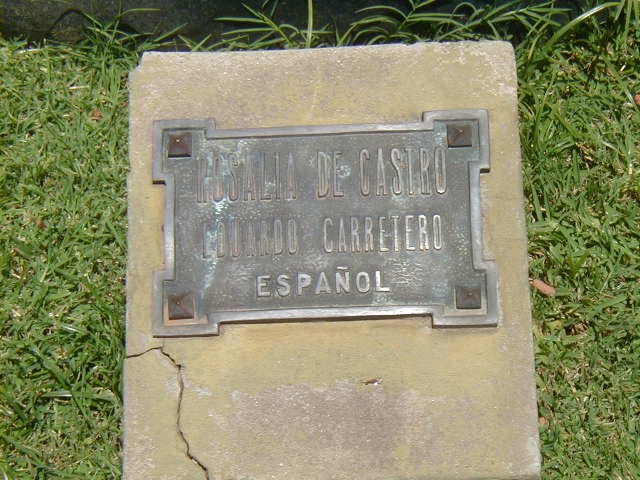 ROSALIA DE CASTRO
EDUARDO CARRETERO
ESPAÑOL